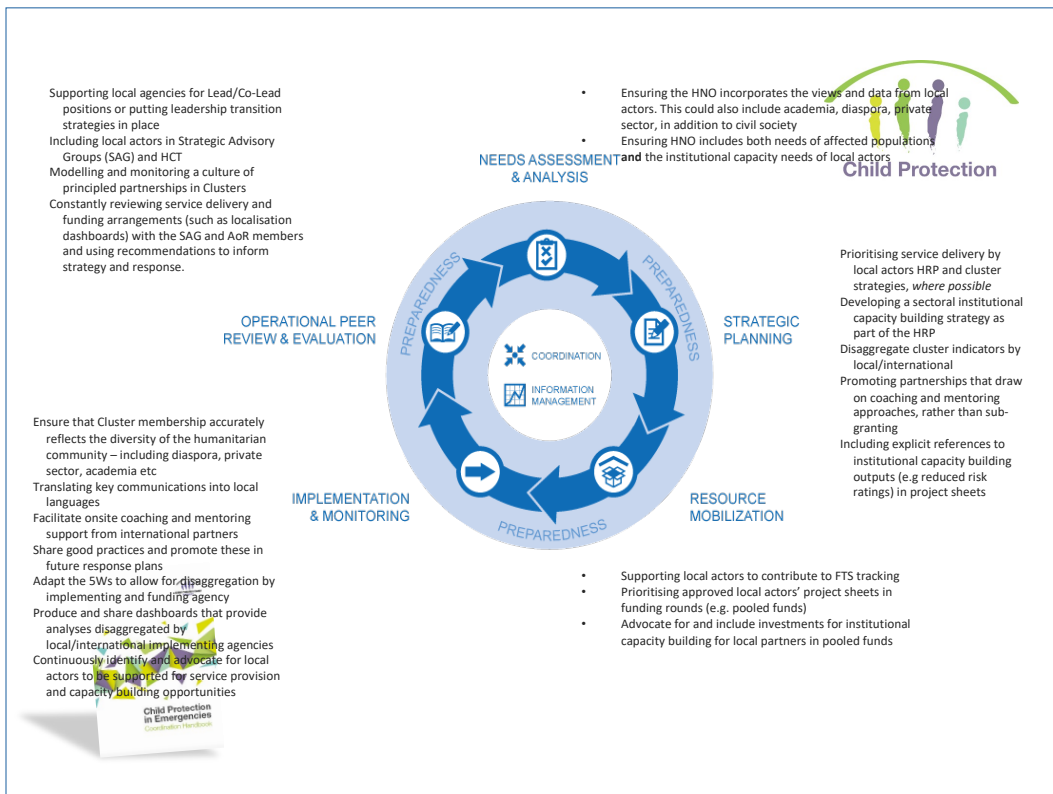 Supporting local agencies for Lead/Co-Lead
positions or putting leadership transition
strategies in place
Including local actors in Strategic Advisory
Groups (SAG) and HCT
Modelling and monitoring a culture of
principled partnerships in Clusters
Constantly reviewing service delivery and
funding arrangements (such as localisation
dashboards) with the SAG and AoR members
and using recommendations to inform
strategy and response.
• Ensuring the HNO incorporates the views and data from local
actors. This could also include academia, diaspora, private
sector, in addition to civil society
• Ensuring HNO includes both needs of affected populations
and the institutional capacity needs of local actors
Child Protection
NEEDS ASSESSMENT
& ANALYSIS
PREPAREDNESS
PREPAREDNESS
OPERATIONAL PEER
REVIEW & EVALUATION
STRATEGIC
PLANNING
COORDINATION
INFORMATION
MANAGEMENT
Prioritising service delivery by
local actors HRP and cluster
strategies, where possible
Developing a sectoral institutional
capacity building strategy as
part of the HRP
Disaggregate cluster indicators by
local/international
Promoting partnerships that draw
on coaching and mentoring
approaches, rather than sub-
granting
Including explicit references to
institutional capacity building
outputs (e.g reduced risk
ratings) in project sheets
Ensure that Cluster membership accurately
reflects the diversity of the humanitarian
community – including diaspora, private
sector, academia etc
Translating key communications into local
languages
Facilitate onsite coaching and mentoring
support from international partners
Share good practices and promote these in
future response plans
Adapt the 5Ws to allow for disaggregation by
implementing and funding agency
Produce and share dashboards that provide
analyses disaggregated by
local/international implementing agencies
Continuously identify and advocate for local
actors to be supported for service provision
and capacity building opportunities
IMPLEMENTATION
& MONITORING
RESOURCE
MOBILIZATION
PREPAREDNESS
• Supporting local actors to contribute to FTS tracking
• Prioritising approved local actors’ project sheets in
funding rounds (e.g. pooled funds)
• Advocate for and include investments for institutional
capacity building for local partners in pooled funds
Child Protection
in Emergencies
Coordination Handbook